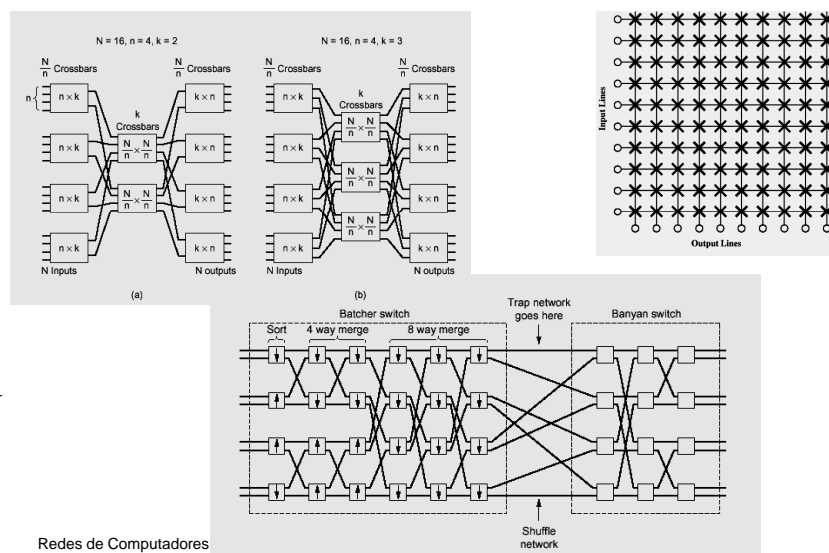 N = 16, n = 4, k = 2
N/n Crossbars
N/n Crossbars
n
n × k
k × n
k
Crossbars
n × k
N/n × N/n
k × n
n × k
N/n × N/n
k × n
n × k
k × n
N Inputs
N outputs
(a)
N = 16, n = 4, k = 3
N/n Crossbars
N/n Crossbars
n × k
k × n
k
Crossbars
N/n × N/n
n × k
k × n
N/n × N/n
n × k
k × n
N/n × N/n
n × k
k × n
N Inputs
N outputs
(b)
Input Lines
Output Lines
Batcher switch
Trap network
goes here
Banyan switch
Sort
4 way merge
8 way merge
Shuffle
network
Redes de Computadores